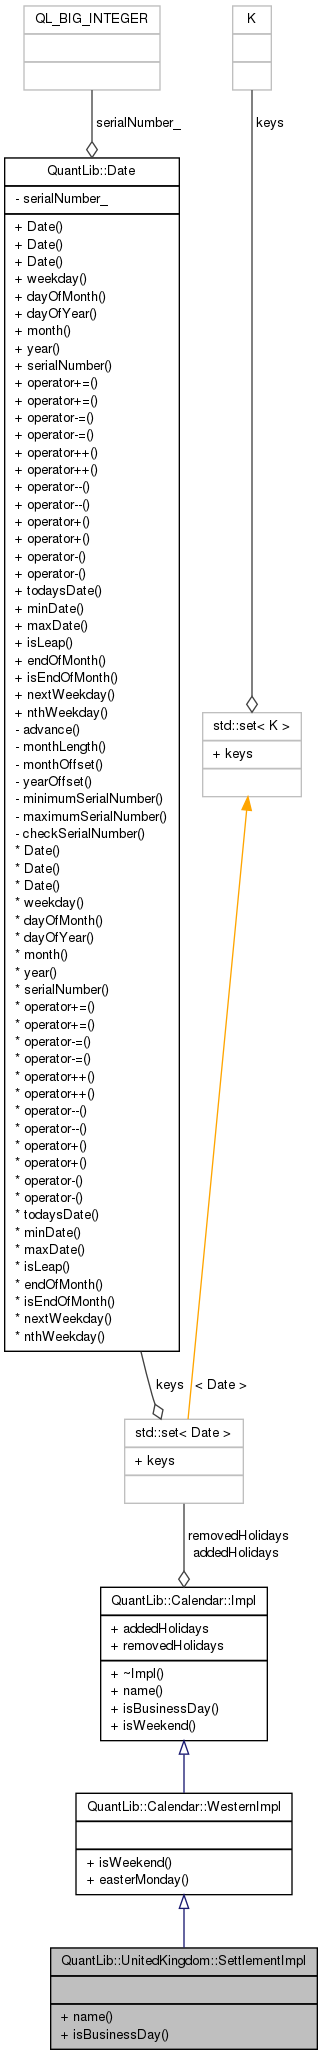 QL_BIG_INTEGER
K
serialNumber_
keys
QuantLib::Date
- serialNumber_
+ Date()
+ Date()
+ Date()
+ weekday()
+ dayOfMonth()
+ dayOfYear()
+ month()
+ year()
+ serialNumber()
+ operator+=()
+ operator+=()
+ operator-=()
+ operator-=()
+ operator++()
+ operator++()
+ operator--()
+ operator--()
+ operator+()
+ operator+()
+ operator-()
+ operator-()
+ todaysDate()
+ minDate()
+ maxDate()
+ isLeap()
+ endOfMonth()
+ isEndOfMonth()
+ nextWeekday()
+ nthWeekday()
- advance()
- monthLength()
- monthOffset()
- yearOffset()
- minimumSerialNumber()
- maximumSerialNumber()
- checkSerialNumber()
* Date()
* Date()
* Date()
* weekday()
* dayOfMonth()
* dayOfYear()
* month()
* year()
* serialNumber()
* operator+=()
* operator+=()
* operator-=()
* operator-=()
* operator++()
* operator++()
* operator--()
* operator--()
* operator+()
* operator+()
* operator-()
* operator-()
* todaysDate()
* minDate()
* maxDate()
* isLeap()
* endOfMonth()
* isEndOfMonth()
* nextWeekday()
* nthWeekday()
std::set< K >
+ keys
keys
< Date >
std::set< Date >
+ keys
removedHolidays
addedHolidays
QuantLib::Calendar::Impl
+ addedHolidays
+ removedHolidays
+ ~Impl()
+ name()
+ isBusinessDay()
+ isWeekend()
QuantLib::Calendar::WesternImpl
+ isWeekend()
+ easterMonday()
QuantLib::UnitedKingdom::SettlementImpl
+ name()
+ isBusinessDay()